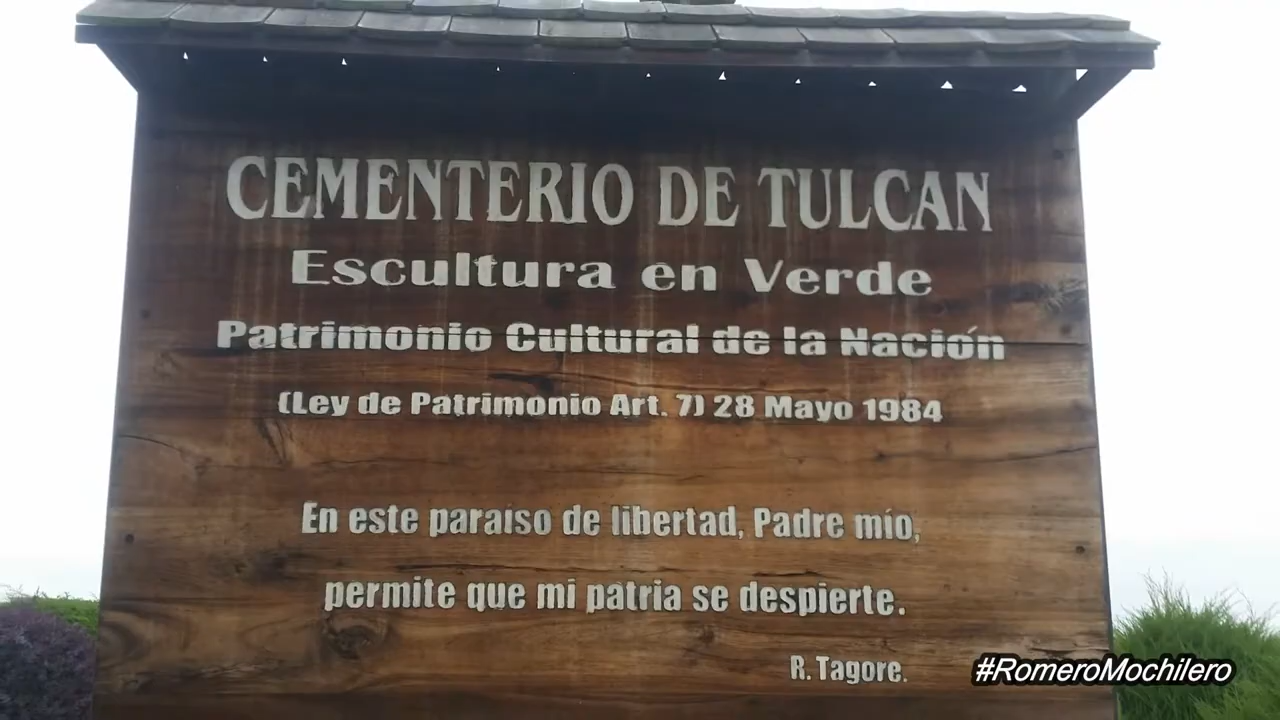 CEMENTERIO DE TULCAN
Escultura en Verde
Patrimonio Cultural de la Nación
(Ley de Patrimonio Art. 7) 28 Mayo 1984
En este paraíso de libertad, Padre mío,
permite que mi patria se despierte.
R. Tagore.
#RomeroMochilero